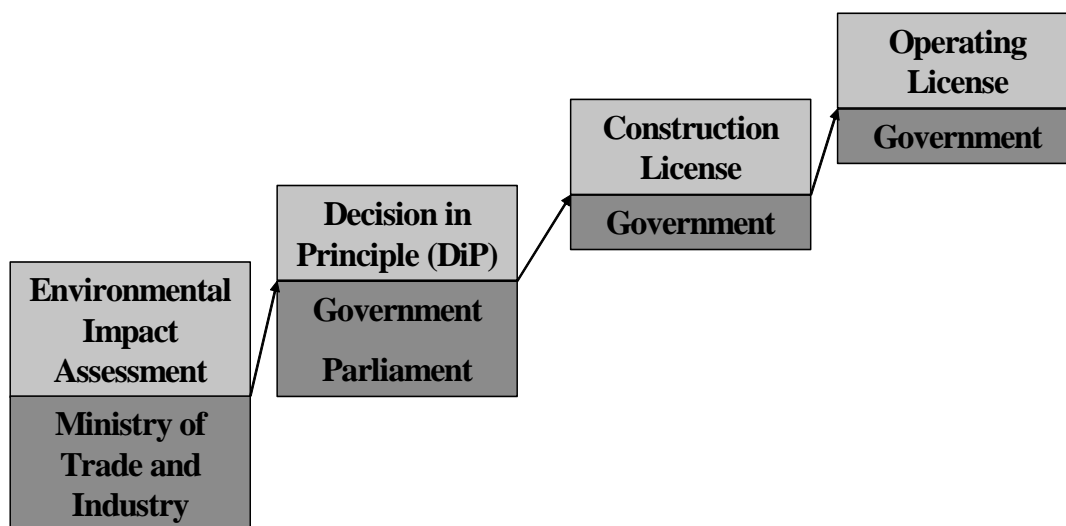 Environmental
Impact
Assessment
Ministry of
Trade and
Industry
Decision in
Principle (DiP)
Government
Parliament
Construction
License
Government
Operating
License
Government